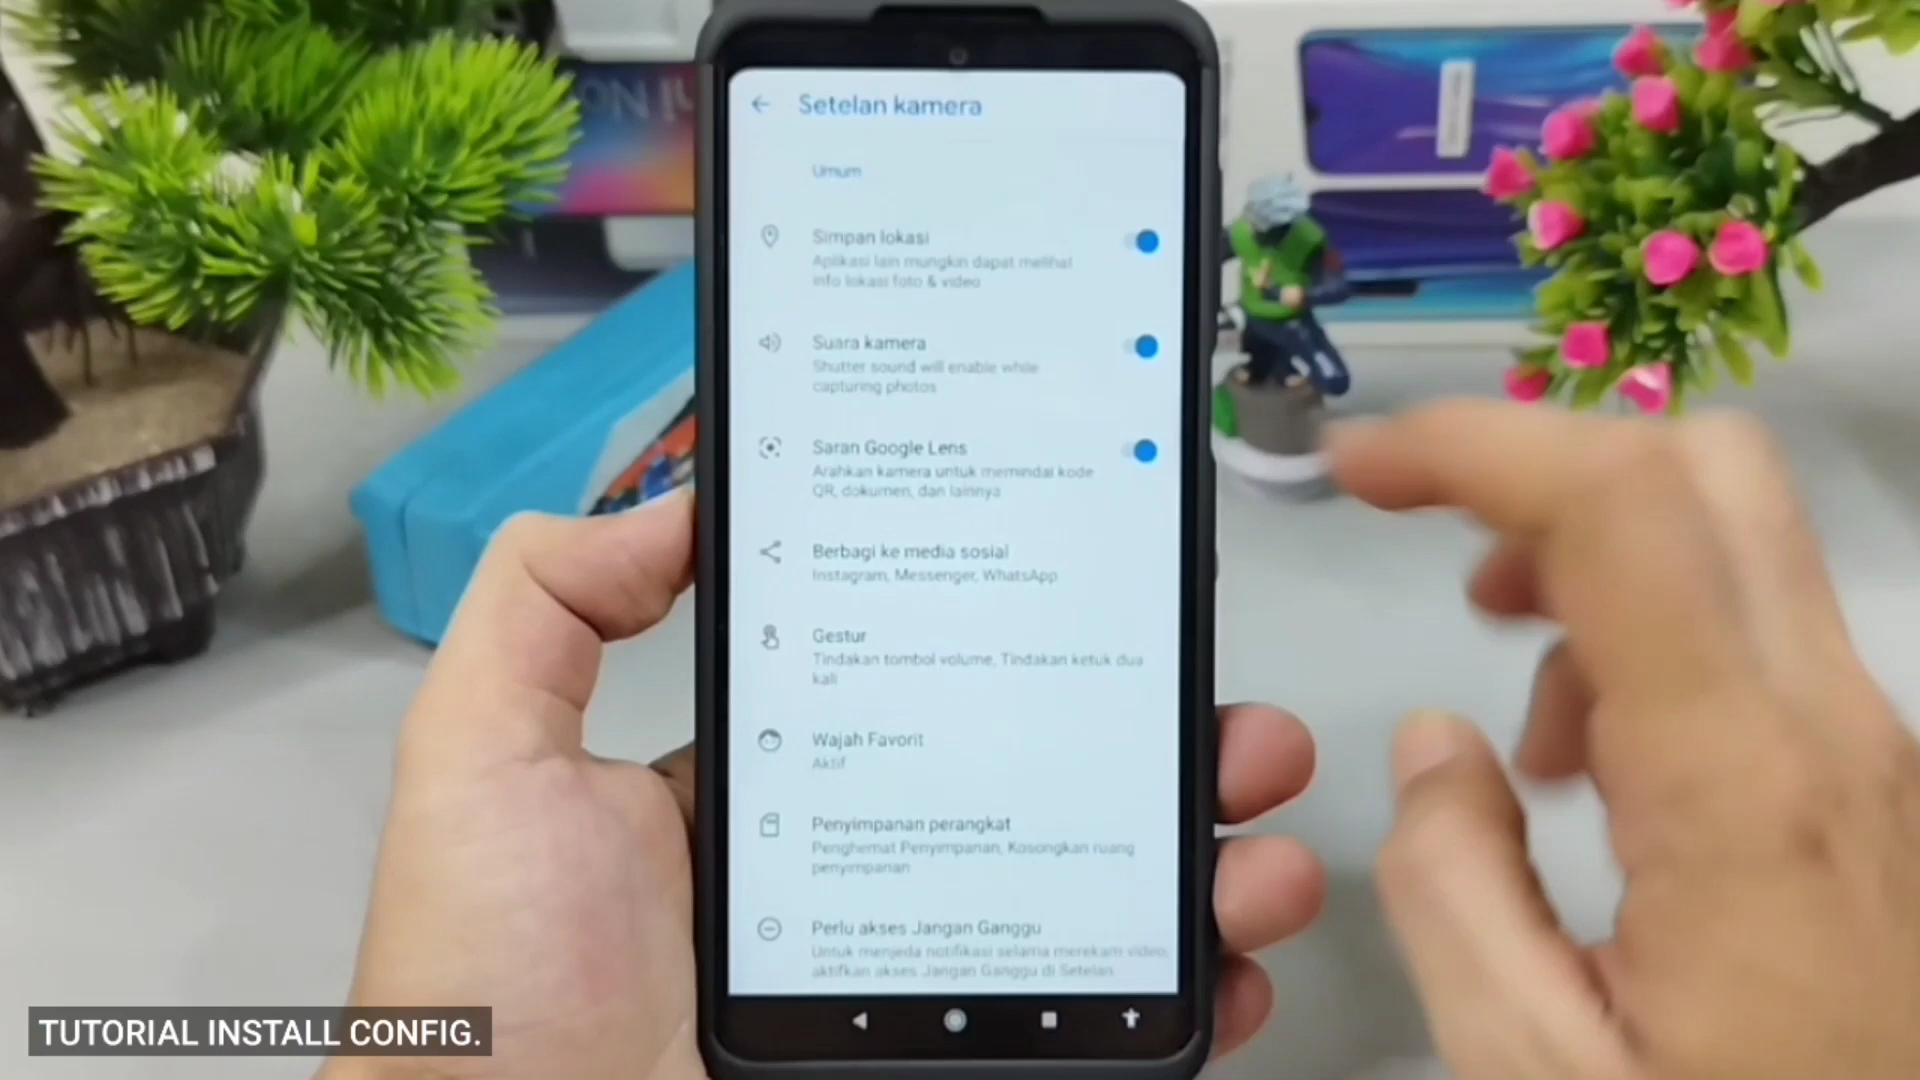 Setelan kamera
Umum
Simpan lokasi
Aplikasi lain mungkin dapat melihat
info lokasi foto & video
Suara kamera
Shutter sound will enable while
capturing photos
Saran Google Lens
Arahkan kamera untuk memindai kode
QR, dokumen, dan lainnya
Berbagi ke media sosial
Instagram, Messenger, WhatsApp
Gestur
Tindakan tombol volume, Tindakan ketuk dua
kali
Wajah Favorit
Aktif
Penyimpanan perangkat
Penghemat Penyimpanan, Kosongkan ruang
penyimpanan
Perlu akses Jangan Ganggu
Untuk menjeda notifikasi selama merekam video,
aktifkan akses Jangan Ganggu di Setelan
TUTORIAL INSTALL CONFIG.